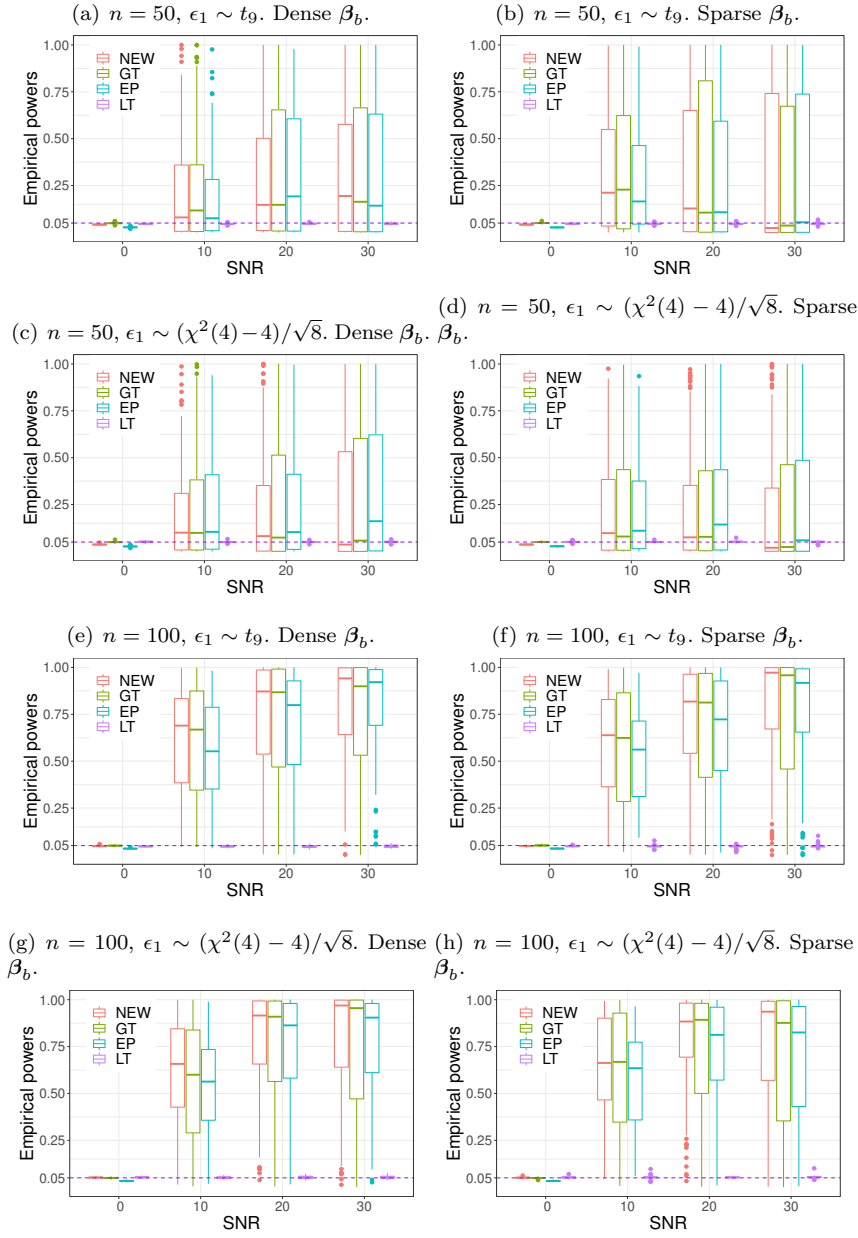 (a) n = 50, ϵ₁ ∼ t₉. Dense β_b.
1.00
0.75
0.50
0.25
0.05
Empirical powers
NEW
GT
EP
LT
0 10 20 30
SNR
(b) n = 50, ϵ₁ ∼ t₉. Sparse β_b.
1.00
0.75
0.50
0.25
0.05
Empirical powers
NEW
GT
EP
LT
0 10 20 30
SNR
(c) n = 50, ϵ₁ ∼ (χ²(4)−4)/√8. Dense β_b.
1.00
0.75
0.50
0.25
0.05
Empirical powers
NEW
GT
EP
LT
0 10 20 30
SNR
(d) n = 50, ϵ₁ ∼ (χ²(4) − 4)/√8. Sparse
β_b.
1.00
0.75
0.50
0.25
0.05
Empirical powers
NEW
GT
EP
LT
0 10 20 30
SNR
(e) n = 100, ϵ₁ ∼ t₉. Dense β_b.
1.00
0.75
0.50
0.25
0.05
Empirical powers
NEW
GT
EP
LT
0 10 20 30
SNR
(f) n = 100, ϵ₁ ∼ t₉. Sparse β_b.
1.00
0.75
0.50
0.25
0.05
Empirical powers
NEW
GT
EP
LT
0 10 20 30
SNR
(g) n = 100, ϵ₁ ∼ (χ²(4) − 4)/√8. Dense
β_b.
1.00
0.75
0.50
0.25
0.05
Empirical powers
NEW
GT
EP
LT
0 10 20 30
SNR
(h) n = 100, ϵ₁ ∼ (χ²(4) − 4)/√8. Sparse
β_b.
1.00
0.75
0.50
0.25
0.05
Empirical powers
NEW
GT
EP
LT
0 10 20 30
SNR